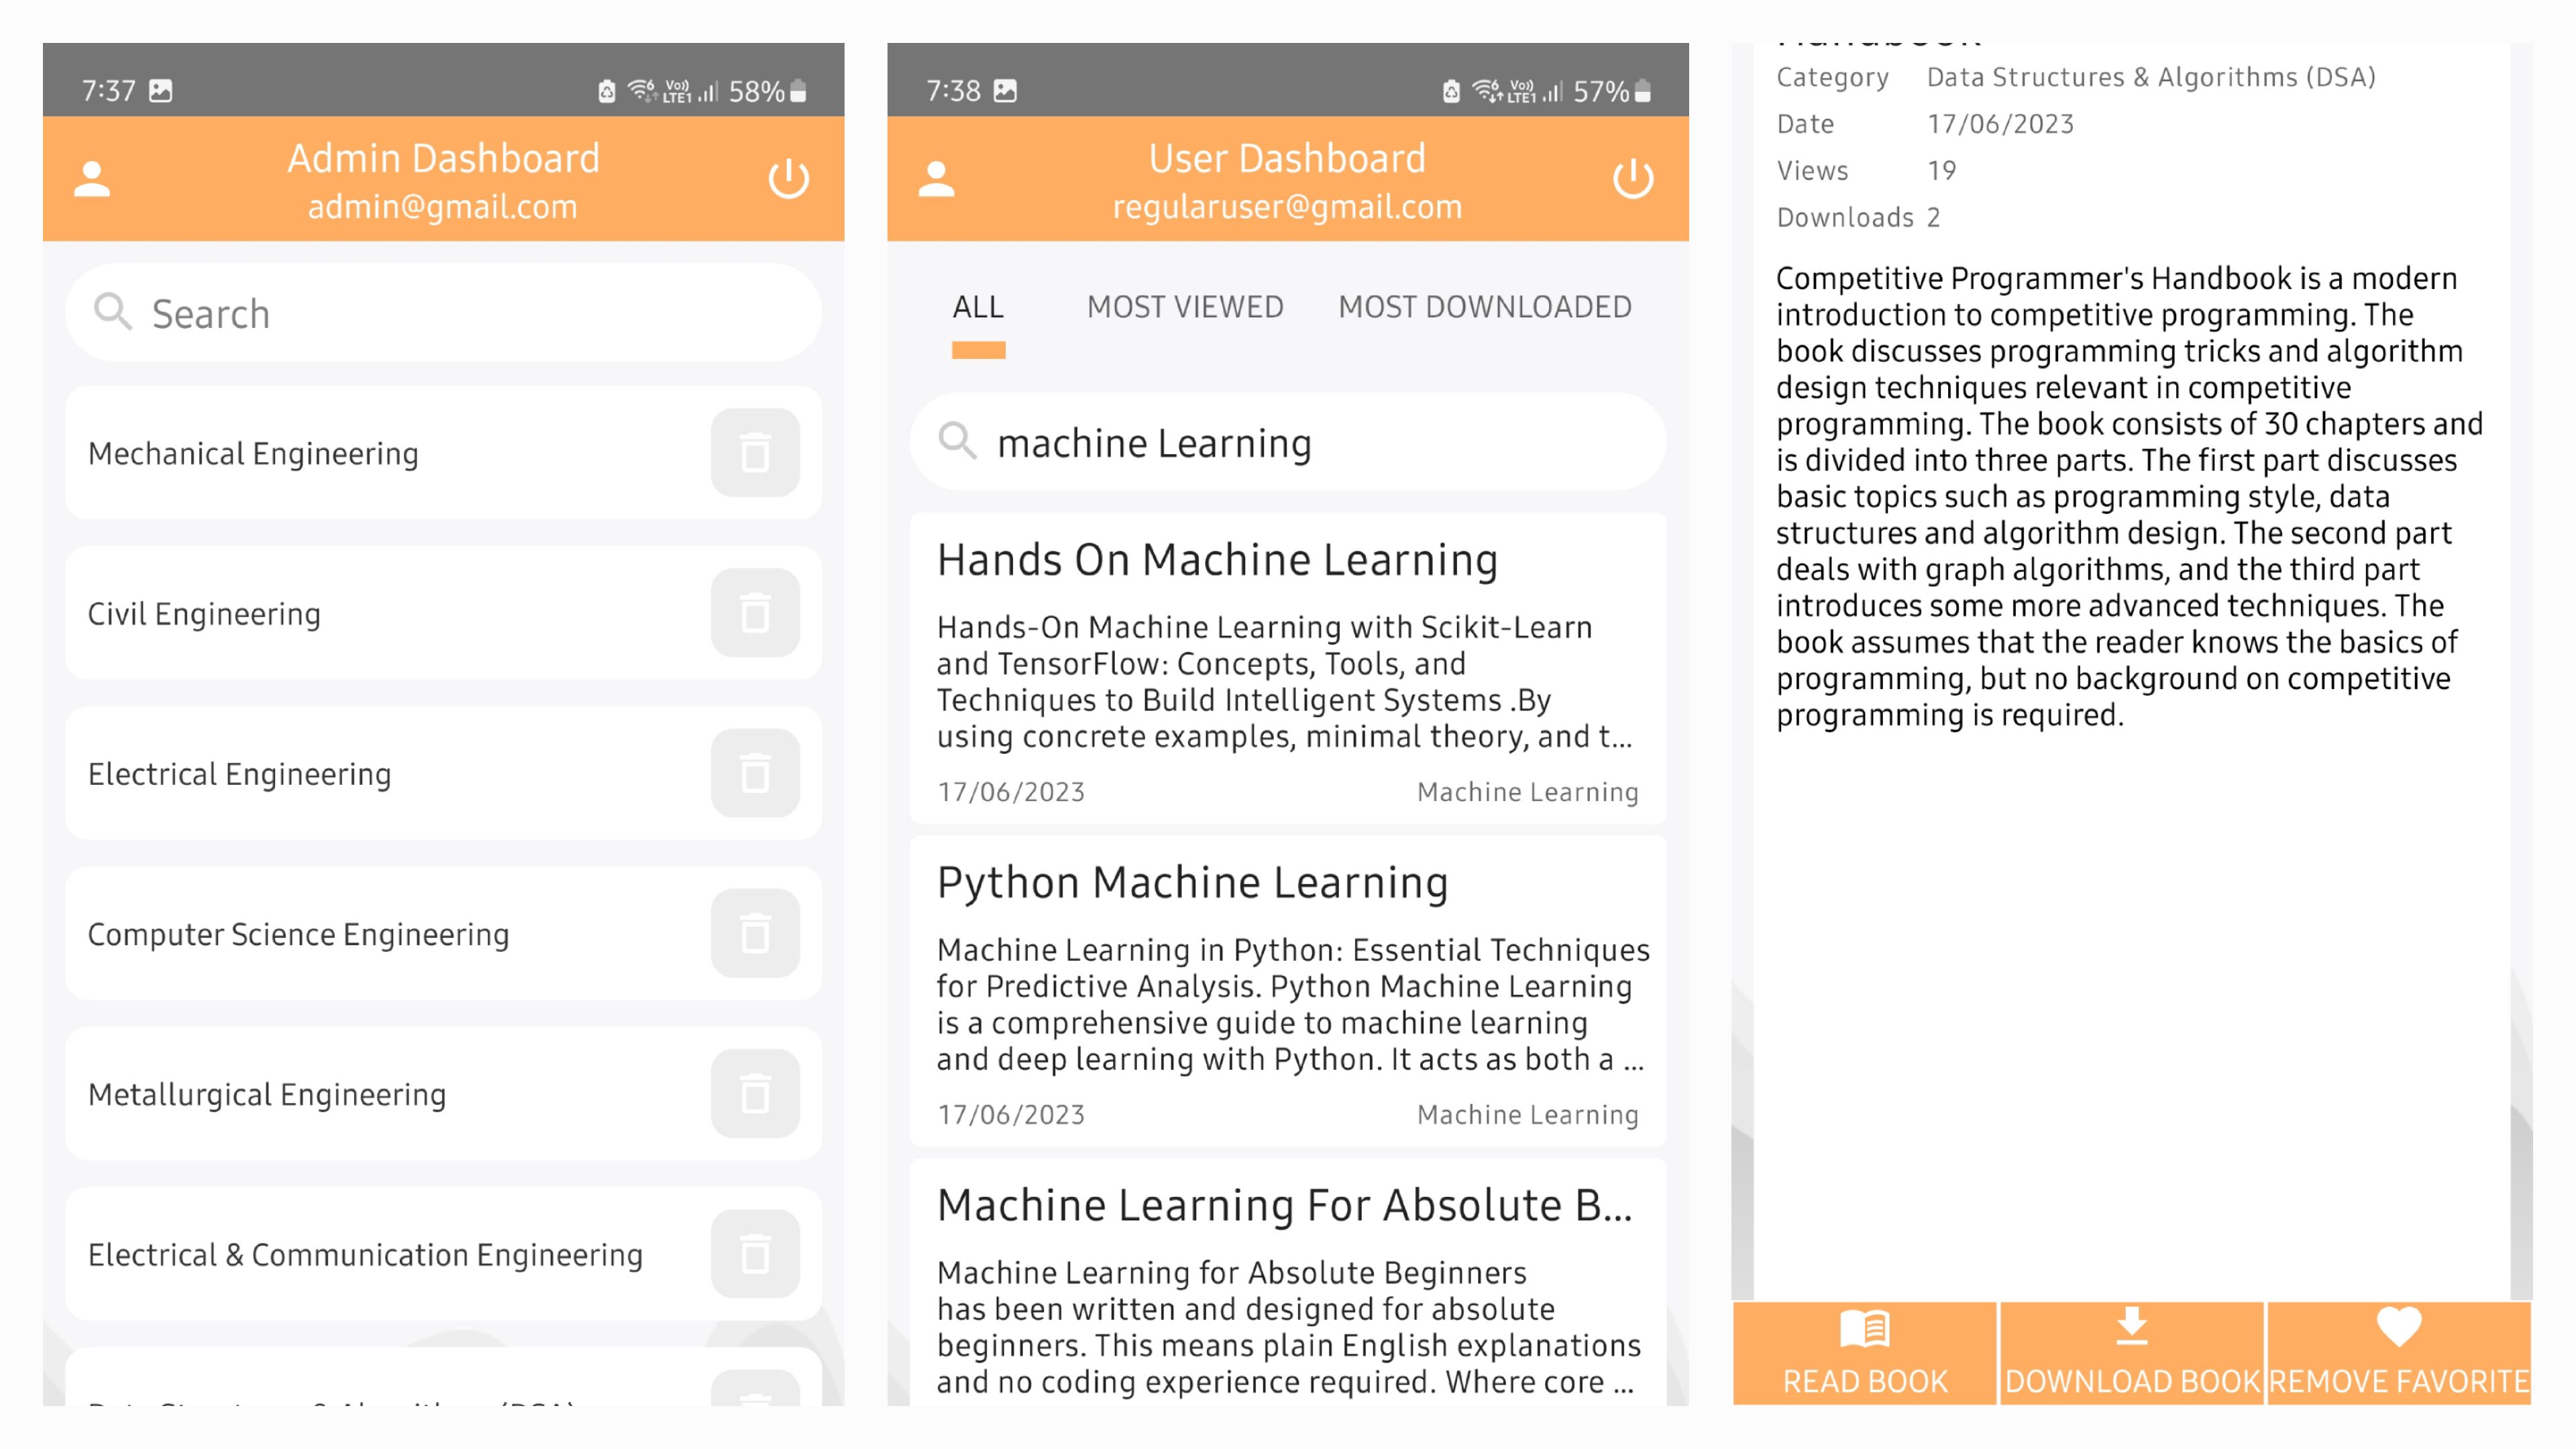 7:37
Vo))
LTE1
58%
Admin Dashboard
admin@gmail.com
Search
Mechanical Engineering
Civil Engineering
Electrical Engineering
Computer Science Engineering
Metallurgical Engineering
Electrical & Communication Engineering
7:38
Vo))
LTE1
57%
User Dashboard
regularuser@gmail.com
ALL MOST VIEWED MOST DOWNLOADED
machine Learning
Hands On Machine Learning
Hands-On Machine Learning with Scikit-Learn
and TensorFlow: Concepts, Tools, and
Techniques to Build Intelligent Systems .By
using concrete examples, minimal theory, and t...
17/06/2023 Machine Learning
Python Machine Learning
Machine Learning in Python: Essential Techniques
for Predictive Analysis. Python Machine Learning
is a comprehensive guide to machine learning
and deep learning with Python. It acts as both a ...
17/06/2023 Machine Learning
Machine Learning For Absolute B...
Machine Learning for Absolute Beginners
has been written and designed for absolute
beginners. This means plain English explanations
and no coding experience required. Where core ...
Category Data Structures & Algorithms (DSA)
Date 17/06/2023
Views 19
Downloads 2
Competitive Programmer's Handbook is a modern
introduction to competitive programming. The
book discusses programming tricks and algorithm
design techniques relevant in competitive
programming. The book consists of 30 chapters and
is divided into three parts. The first part discusses
basic topics such as programming style, data
structures and algorithm design. The second part
deals with graph algorithms, and the third part
introduces some more advanced techniques. The
book assumes that the reader knows the basics of
programming, but no background on competitive
programming is required.
READ BOOK
DOWNLOAD BOOK
REMOVE FAVORITE